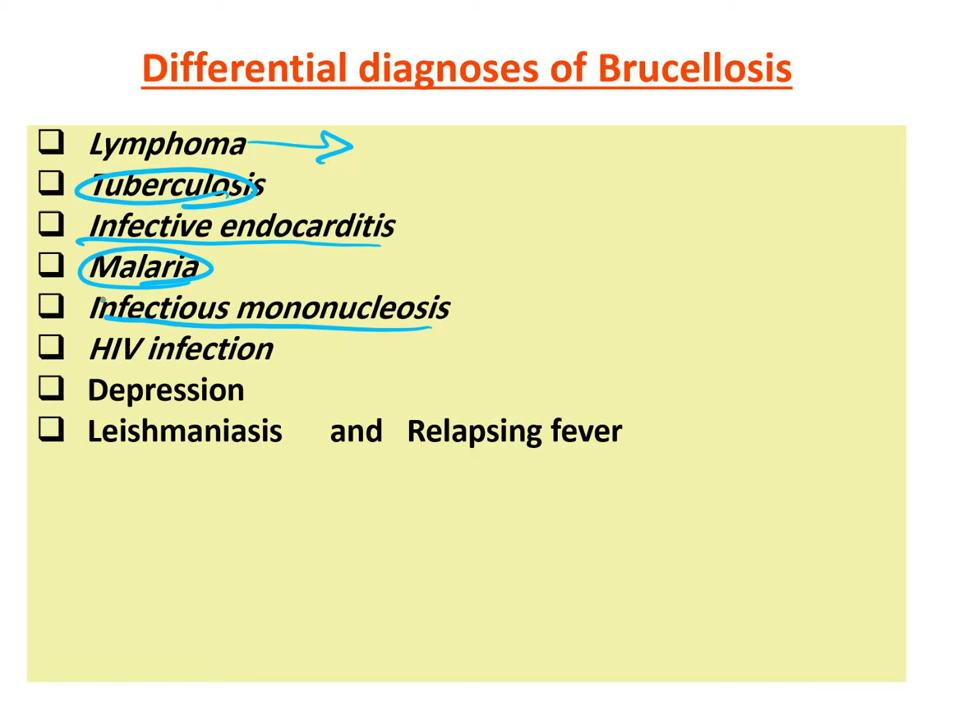 Differential diagnoses of Brucellosis
❑ Lymphoma
❑ Tuberculosis
❑ Infective endocarditis
❑ Malaria
❑ Infectious mononucleosis
❑ HIV infection
❑ Depression
❑ Leishmaniasis and Relapsing fever